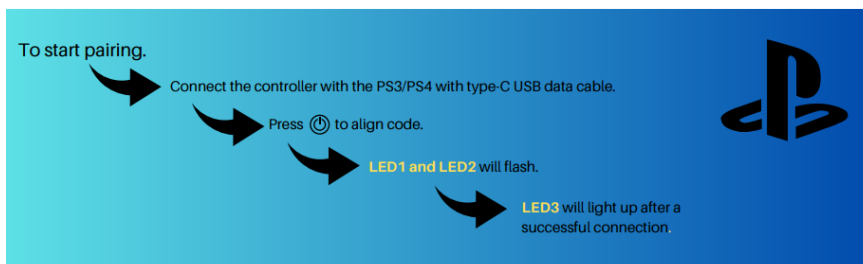 To start pairing.
Connect the controller with the PS3/PS4 with type-C USB data cable.
Press to align code.
LED1 and LED2 will flash.
LED3 will light up after a
successful connection.